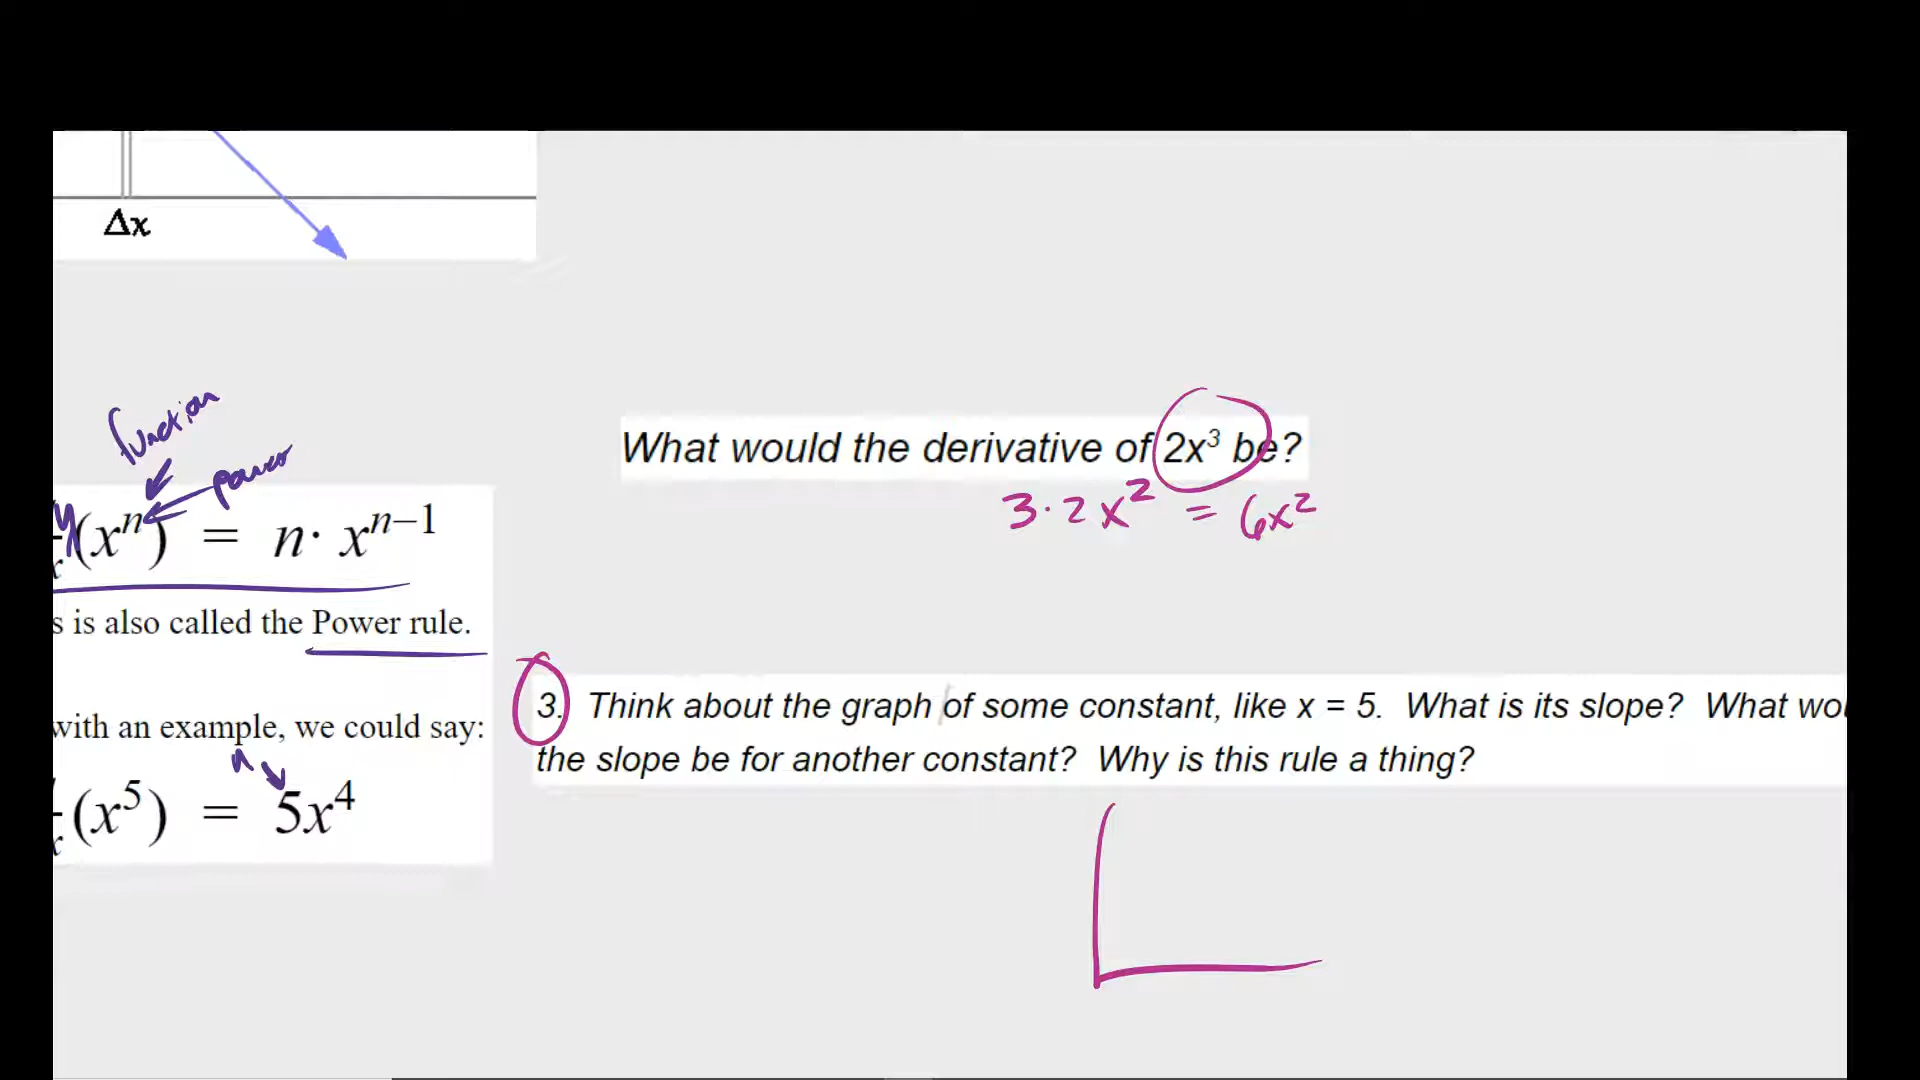 Δx
function
power
y
(xⁿ) = n· xⁿ⁻¹
x
s is also called the Power rule.
with an example, we could say:
n
(x⁵) = 5x⁴
x
What would the derivative of 2x³ be?
3·2x² = 6x²
3. Think about the graph of some constant, like x = 5. What is its slope? What wou
the slope be for another constant? Why is this rule a thing?